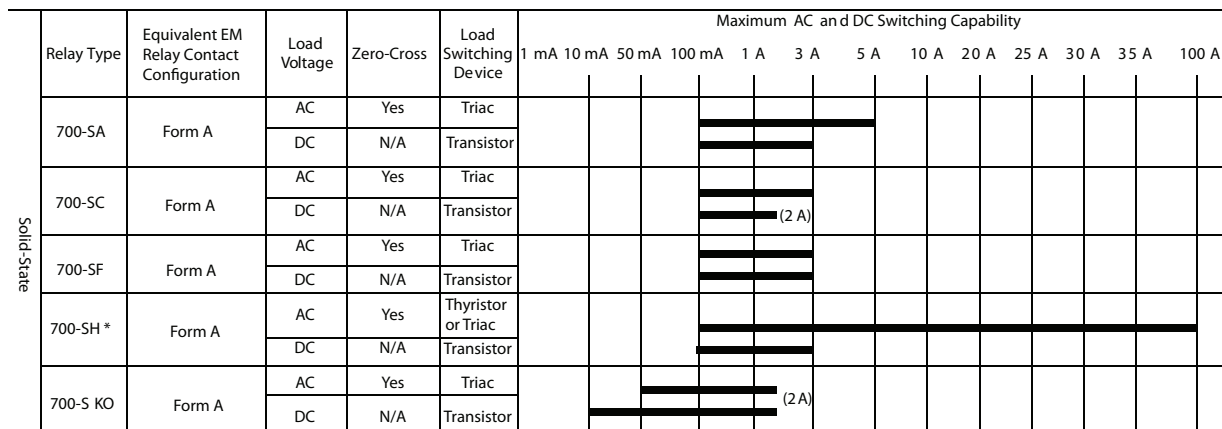 Maximum AC and DC Switching Capability
Relay Type
Equivalent EM
Relay Contact
Configuration
Load
Voltage
Zero-Cross
Load
Switching
Device
1 mA 10 mA 50 mA 100 mA 1 A 3 A 5 A 10 A 20 A 25 A 30 A 35 A 100 A
Solid-State
700-SA
Form A
AC Yes Triac
DC N/A Transistor
700-SC
Form A
AC Yes Triac
DC N/A Transistor
(2 A)
700-SF
Form A
AC Yes Triac
DC N/A Transistor
700-SH *
Form A
AC Yes Thyristor
or Triac
DC N/A Transistor
700-S KO
Form A
AC Yes Triac
(2 A)
DC N/A Transistor